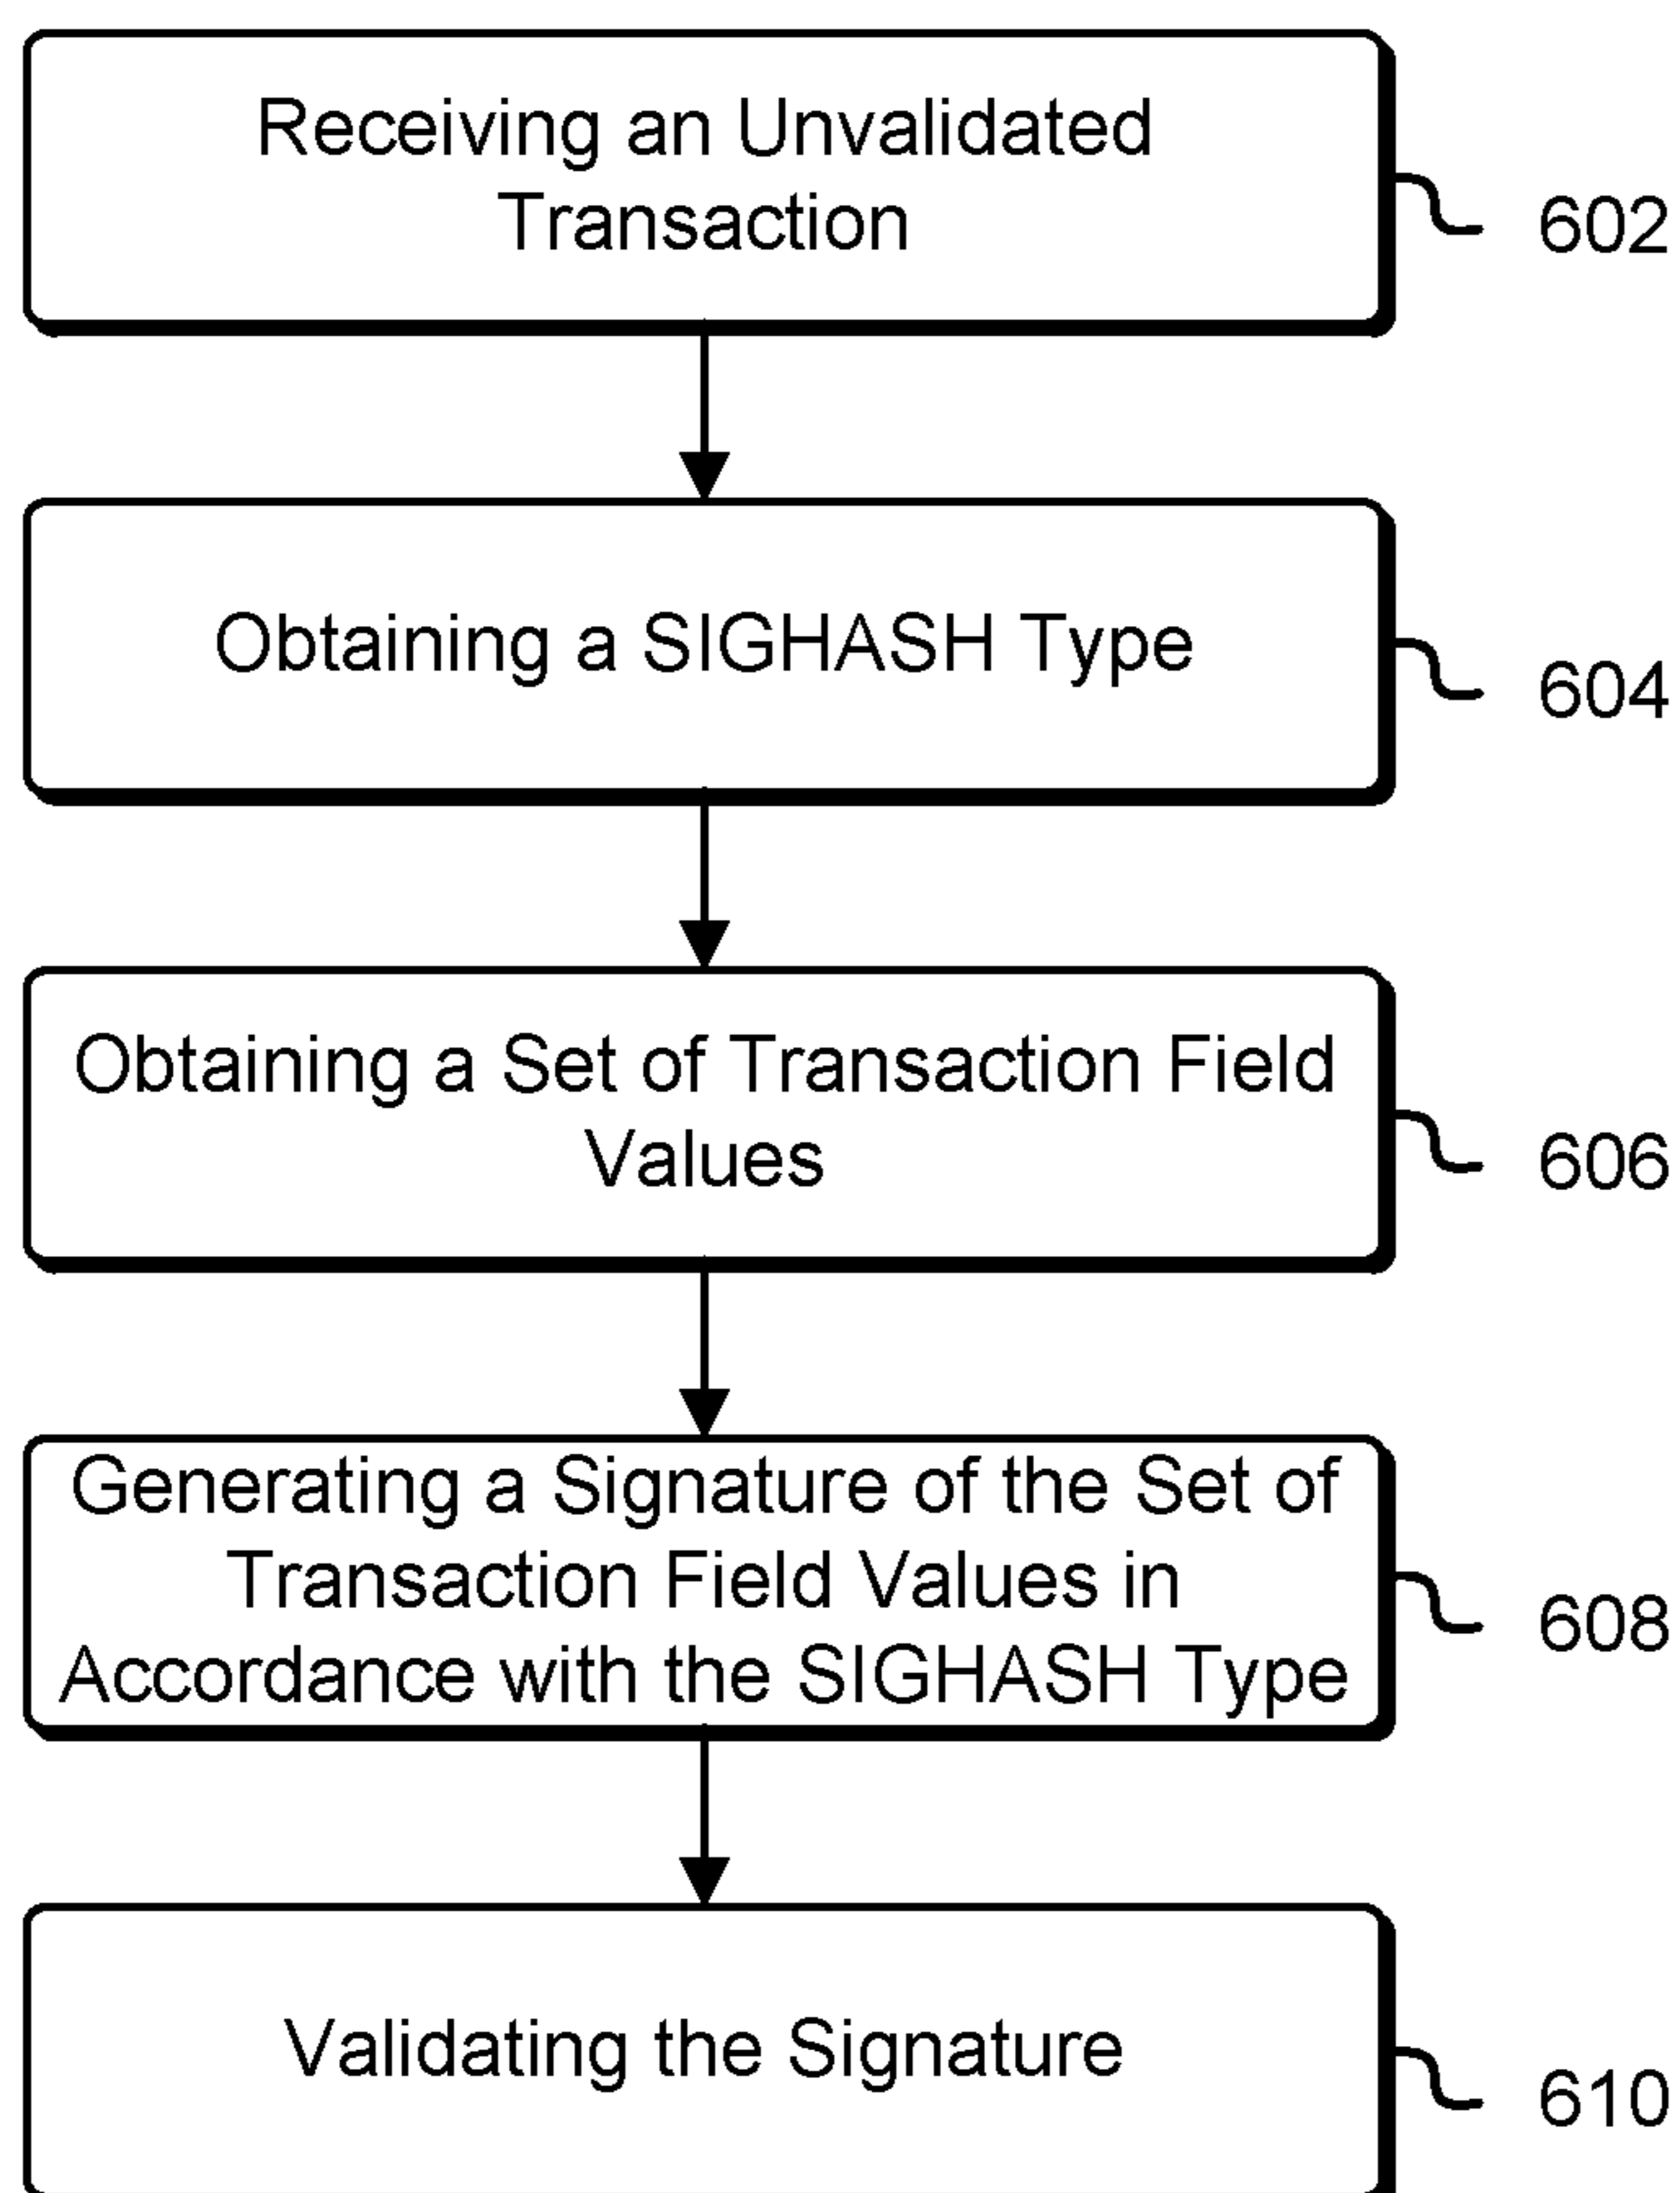 Receiving an Unvalidated
Transaction
602
Obtaining a SIGHASH Type
604
Obtaining a Set of Transaction Field
Values
606
Generating a Signature of the Set of
Transaction Field Values in
Accordance with the SIGHASH Type
608
Validating the Signature
610